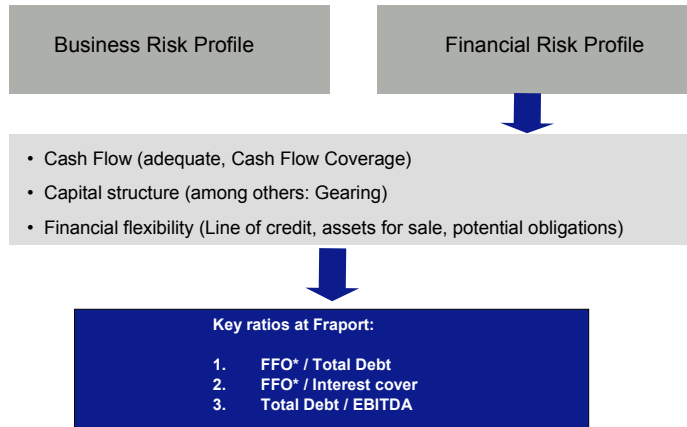 Business Risk Profile
Financial Risk Profile
• Cash Flow (adequate, Cash Flow Coverage)
• Capital structure (among others: Gearing)
• Financial flexibility (Line of credit, assets for sale, potential obligations)
Key ratios at Fraport:
1. FFO* / Total Debt
2. FFO* / Interest cover
3. Total Debt / EBITDA